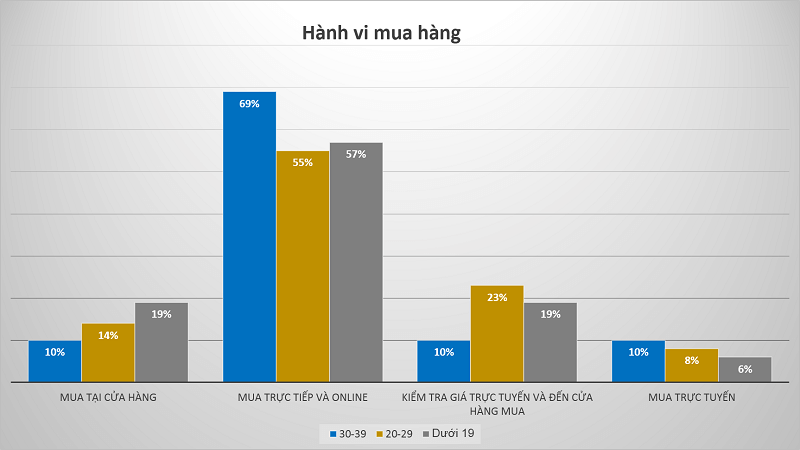 Hành vi mua hàng
69%
55%
57%
10%
14%
19%
10%
23%
19%
10%
8%
6%
MUA TẠI CỬA HÀNG
MUA TRỰC TIẾP VÀ ONLINE
KIỂM TRA GIÁ TRỰC TUYẾN VÀ ĐẾN CỬA
HÀNG MUA
MUA TRỰC TUYẾN
30-39 20-29 Dưới 19